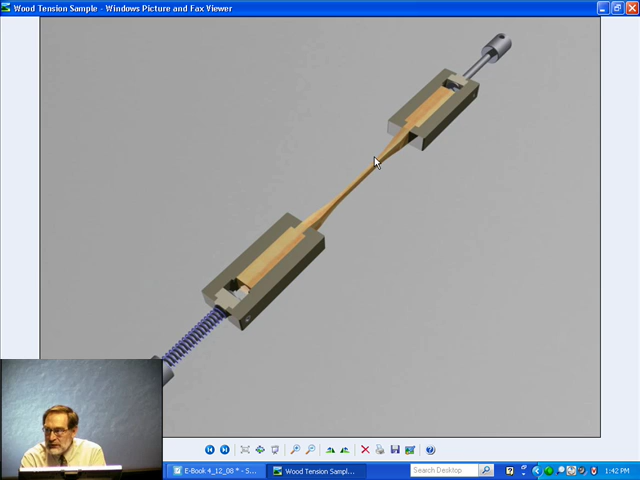 Wood Tension Sample - Windows Picture and Fax Viewer
E-Book 4_12_08 * - S...
Wood Tension Sampl...
Search Desktop
1:42 PM